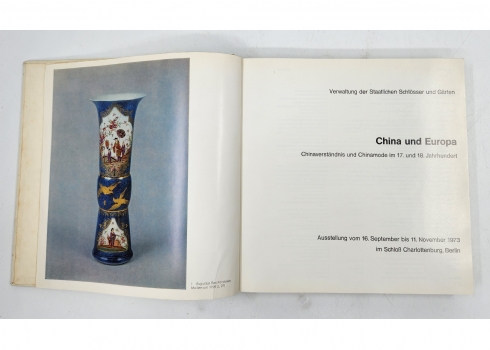 Verwaltung der Staatlichen Schlösser und Gärten
China und Europa
Chinaverständnis und Chinamode im 17. und 18. Jahrhundert
Ausstellung vom 16. September bis 11. November 1973
im Schloß Charlottenburg, Berlin